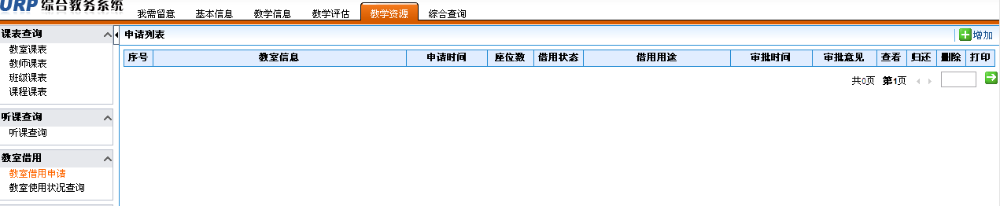 URP 综合教务系统
我需留意 基本信息 教学信息 教学评估 教学资源 综合查询
课表查询
教室课表
教师课表
班级课表
课程课表
听课查询
听课查询
教室借用
教室借用申请
教室使用状况查询
申请列表 增加
序号 教室信息 申请时间 座位数 借用状态 借用用途 审批时间 审批意见 查看 归还 删除 打印
共0页 第1页